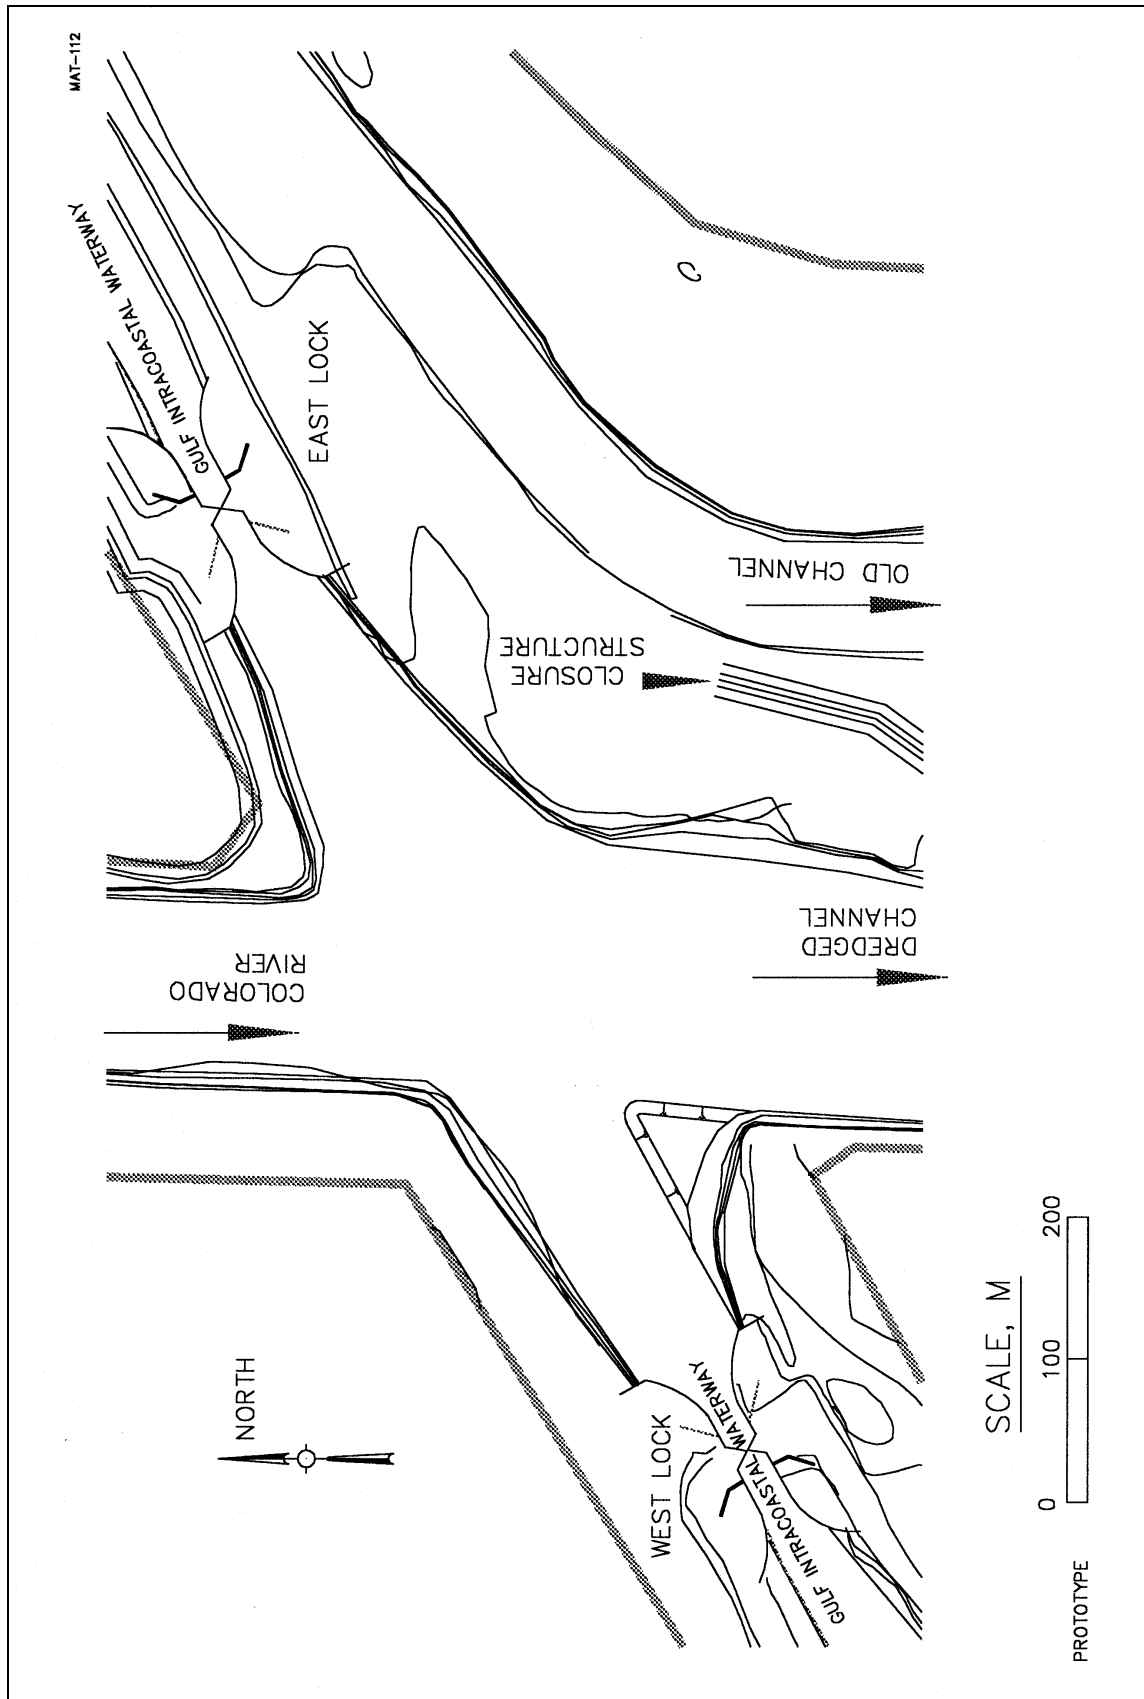 MAT-112
GULF INTRACOASTAL WATERWAY
EAST LOCK
OLD CHANNEL
CLOSURE
STRUCTURE
COLORADO
RIVER
DREDGED
CHANNEL
NORTH
WEST LOCK
GULF INTRACOASTAL WATERWAY
SCALE, M
0 100 200
PROTOTYPE